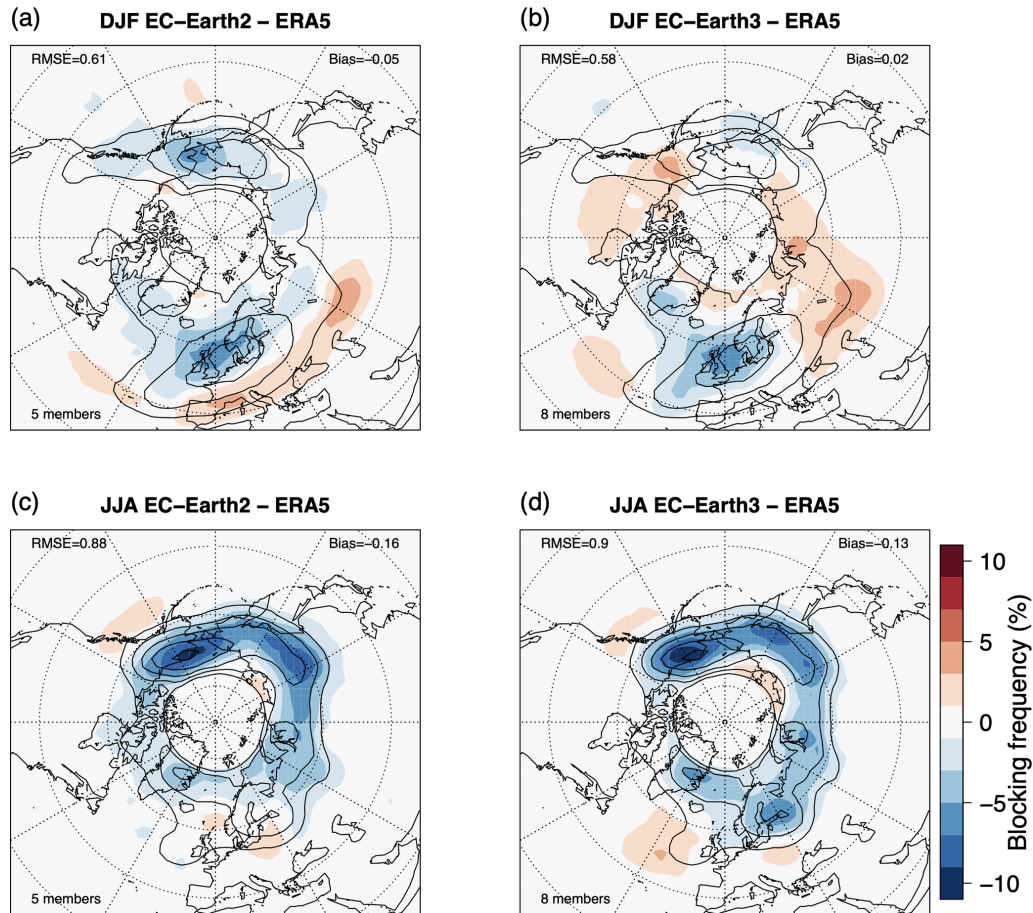 (a)
DJF EC−Earth2 − ERA5
RMSE=0.61
Bias=−0.05
5 members
(b)
DJF EC−Earth3 − ERA5
RMSE=0.58
Bias=0.02
8 members
(c)
JJA EC−Earth2 − ERA5
RMSE=0.88
Bias=−0.16
5 members
(d)
JJA EC−Earth3 − ERA5
RMSE=0.9
Bias=−0.13
8 members
10
5
0
−5
−10
Blocking frequency (%)